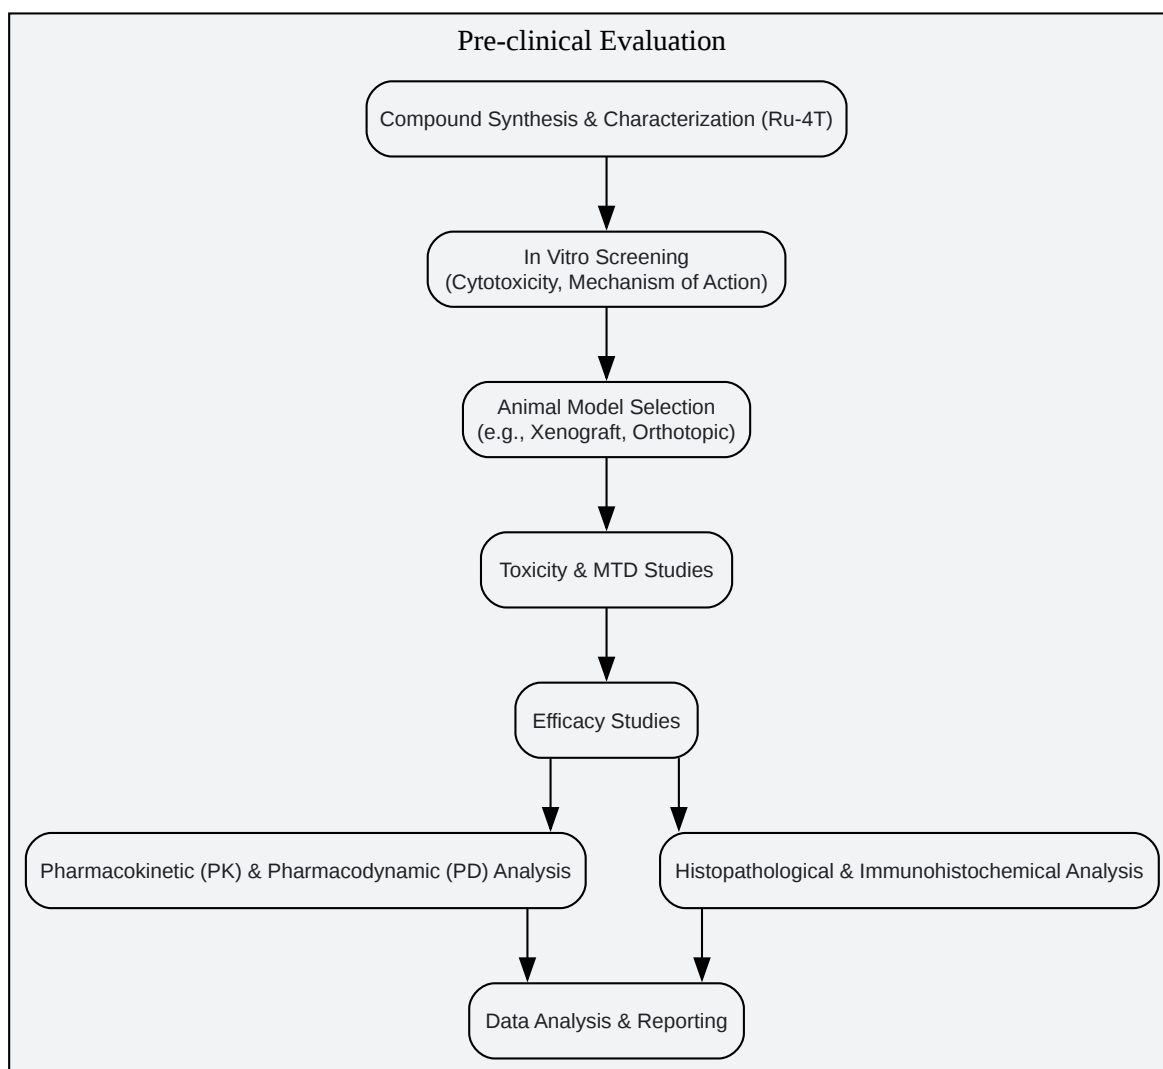 Pre-clinical Evaluation
Compound Synthesis & Characterization (Ru-4T)
In Vitro Screening
(Cytotoxicity, Mechanism of Action)
Animal Model Selection
(e.g., Xenograft, Orthotopic)
Toxicity & MTD Studies
Efficacy Studies
Pharmacokinetic (PK) & Pharmacodynamic (PD) Analysis
Histopathological & Immunohistochemical Analysis
Data Analysis & Reporting